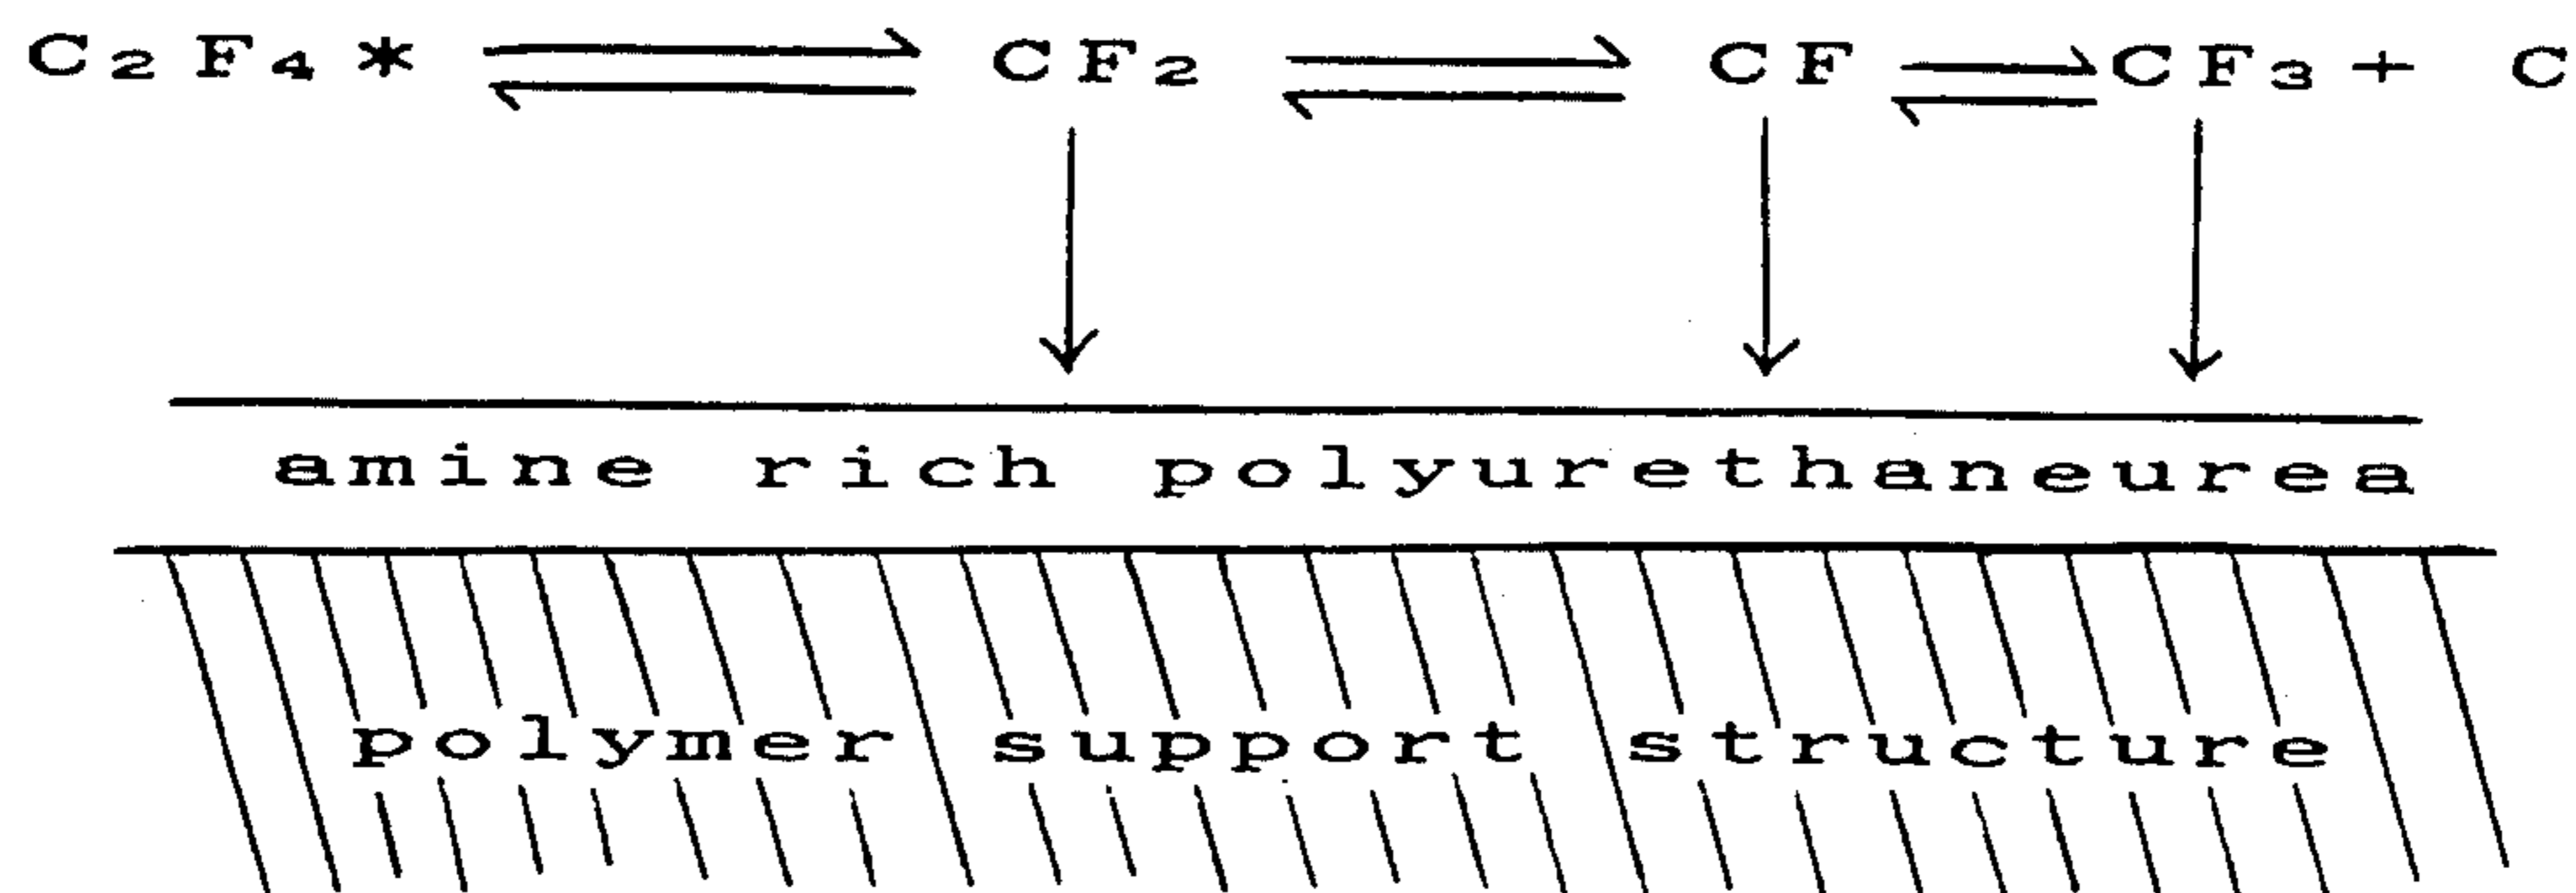 C₂F₄* ⇌ CF₂ ⇌ CF ⇌ CF₃ + C
amine rich polyurethaneurea
polymer support structure